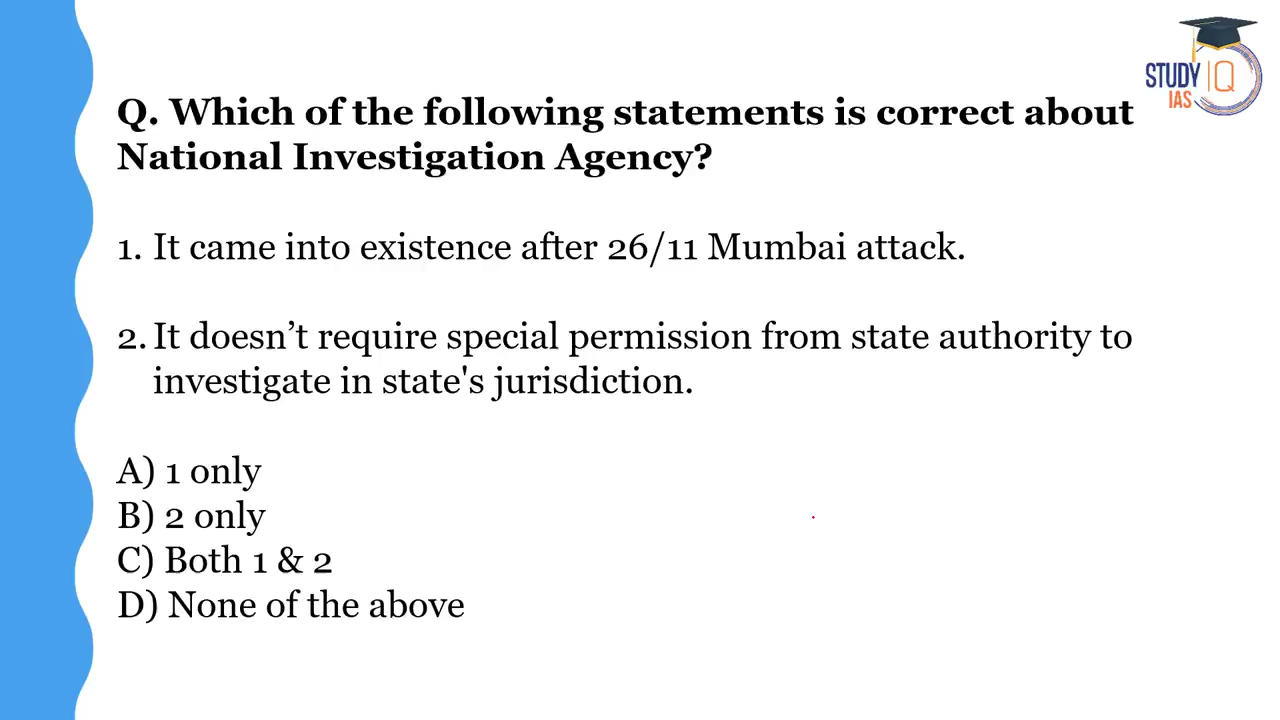 STUDY IQ
IAS
Q. Which of the following statements is correct about
National Investigation Agency?
1. It came into existence after 26/11 Mumbai attack.
2. It doesn’t require special permission from state authority to
investigate in state's jurisdiction.
A) 1 only
B) 2 only
C) Both 1 & 2
D) None of the above